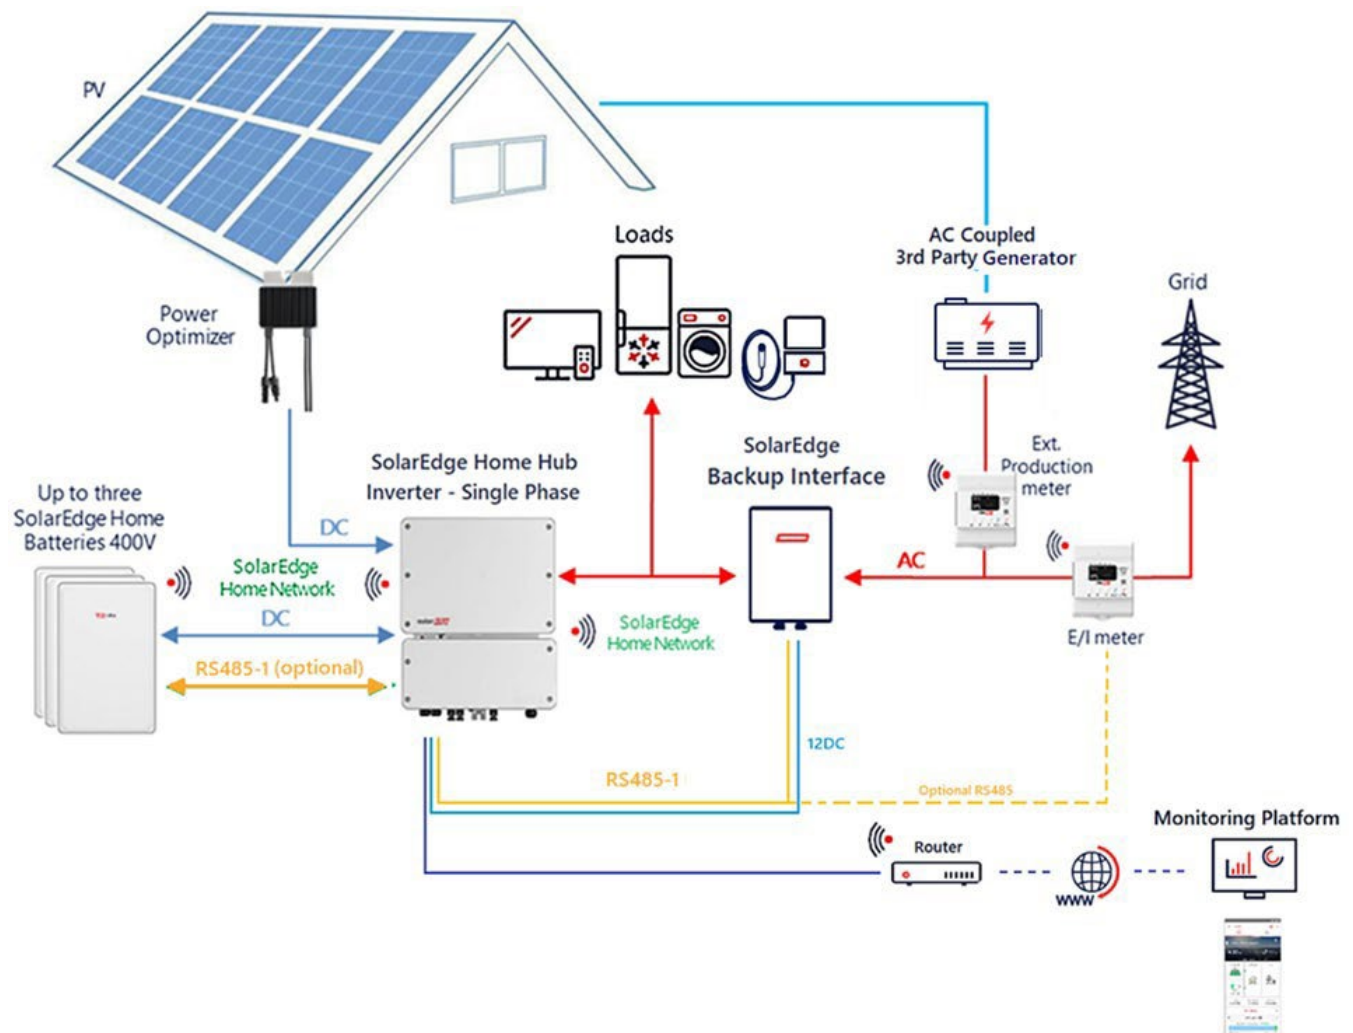 PV
Loads
AC Coupled
3rd Party Generator
Grid
Power
Optimizer
SolarEdge
Backup Interface
Ext.
Production
meter
SolarEdge Home Hub
Inverter - Single Phase
Up to three
SolarEdge Home
Batteries 400V
DC
SolarEdge
Home Network
AC
DC
SolarEdge
Home Network
E/I meter
RS485-1 (optional)
12DC
RS485-1
Optional RS485
Monitoring Platform
Router
WWW